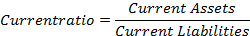 Currentratio = Current Assets / Current Liabilities